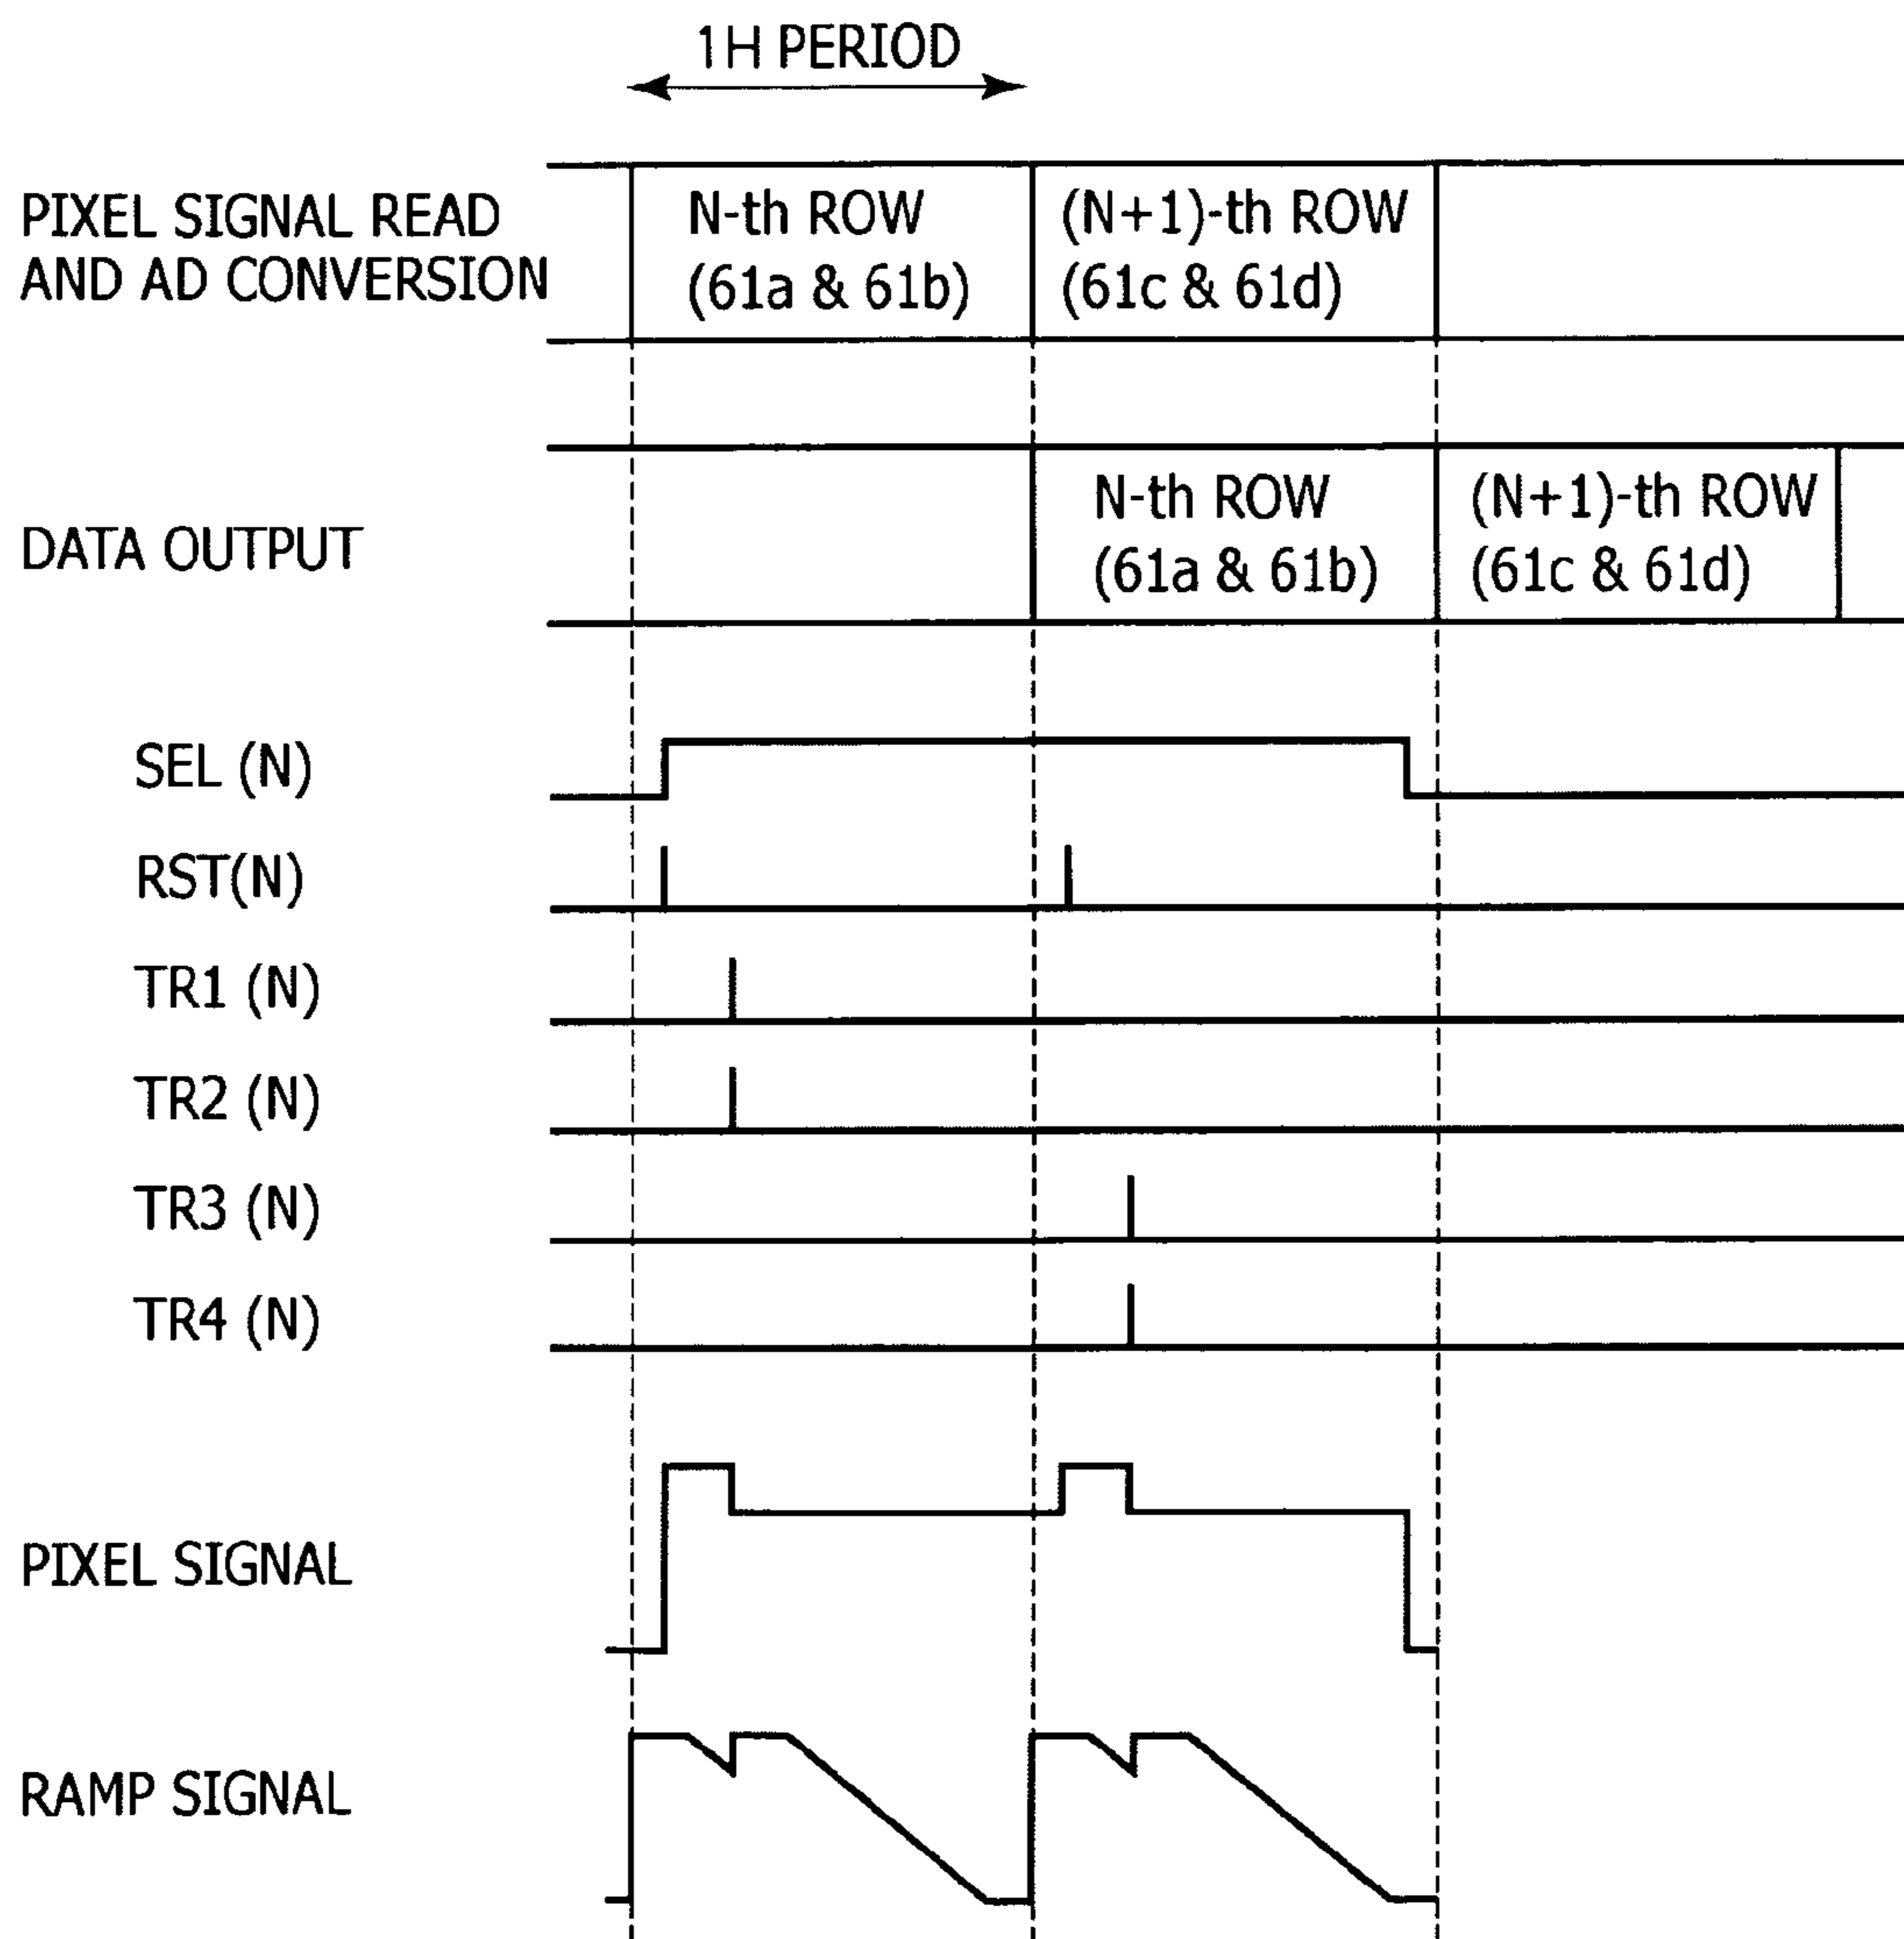 1H PERIOD
PIXEL SIGNAL READ
AND AD CONVERSION
N-th ROW
(61a & 61b)
(N+1)-th ROW
(61c & 61d)
DATA OUTPUT
N-th ROW
(61a & 61b)
(N+1)-th ROW
(61c & 61d)
SEL (N)
RST(N)
TR1 (N)
TR2 (N)
TR3 (N)
TR4 (N)
PIXEL SIGNAL
RAMP SIGNAL